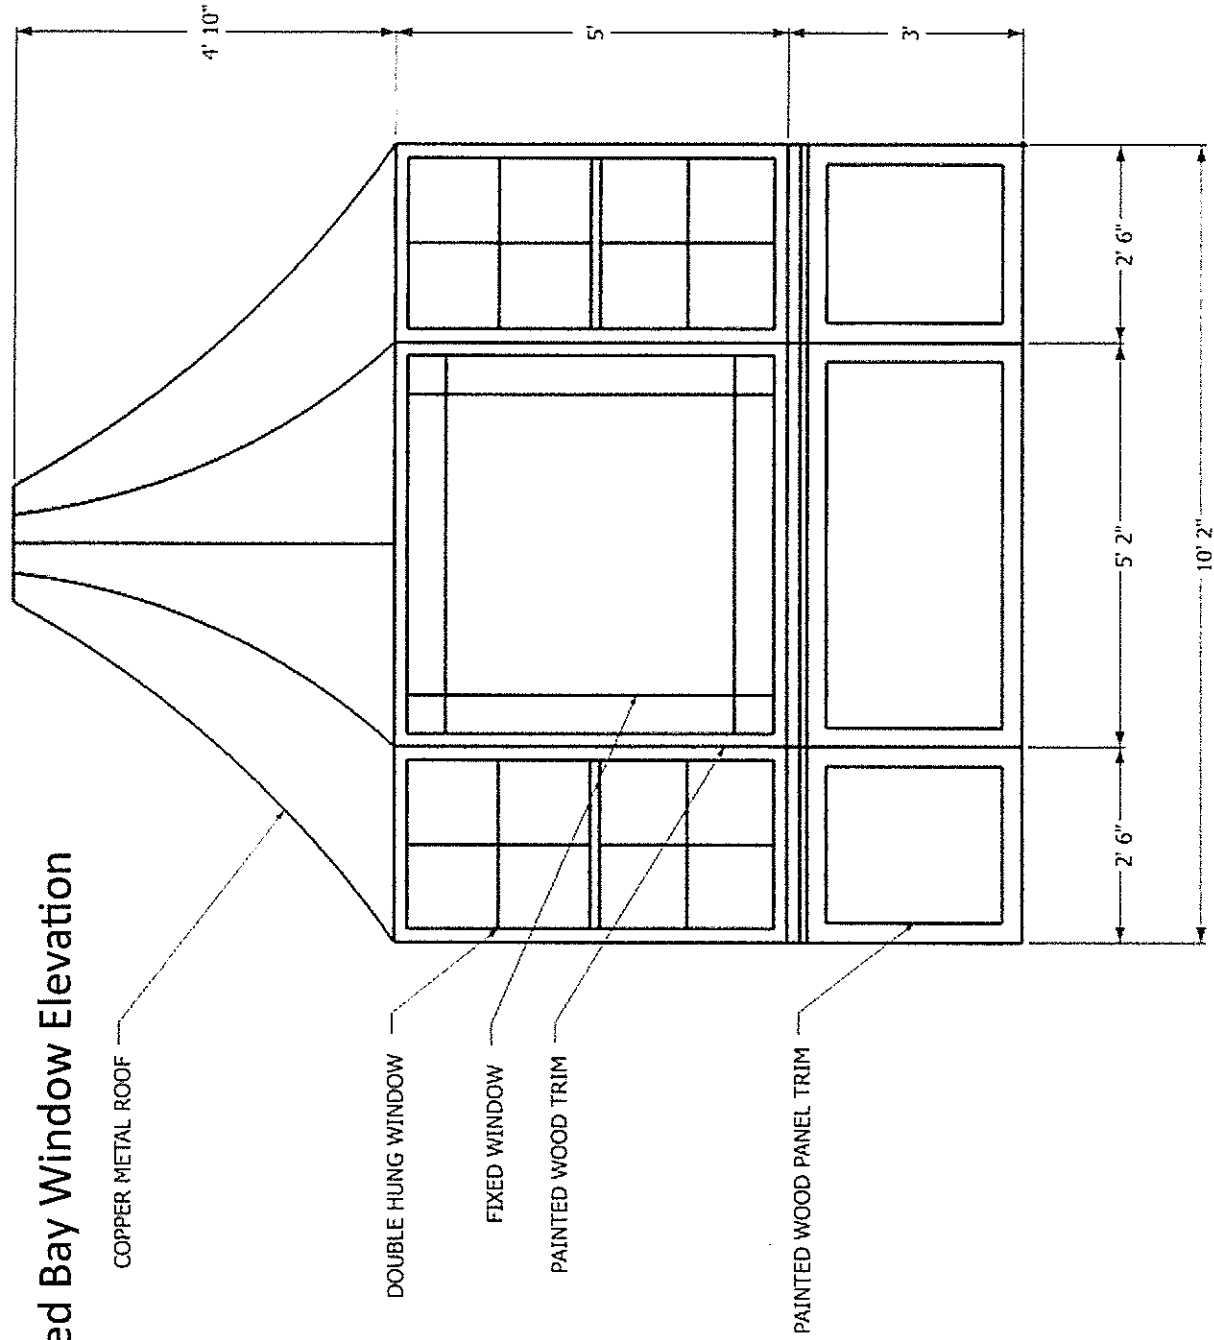 ed Bay Window Elevation
COPPER METAL ROOF
DOUBLE HUNG WINDOW
FIXED WINDOW
PAINTED WOOD TRIM
PAINTED WOOD PANEL TRIM
4' 10"
5'
3'
2' 6"
5' 2"
2' 6"
10' 2"